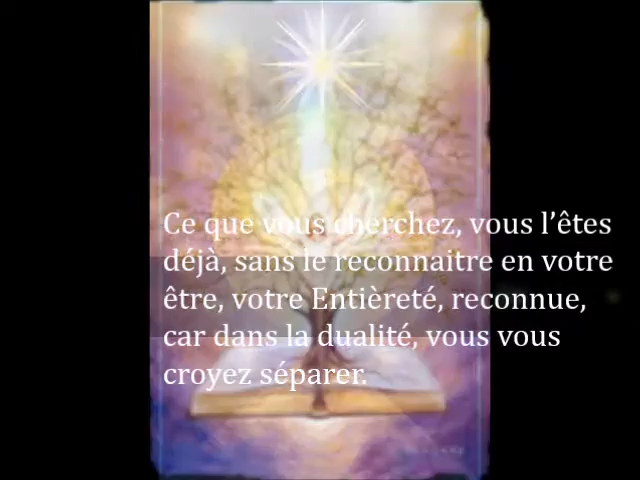 Ce que vous cherchez, vous l’êtes
déjà, sans le reconnaitre en votre
être, votre Entièreté, reconnue,
car dans la dualité, vous vous
croyez séparer.